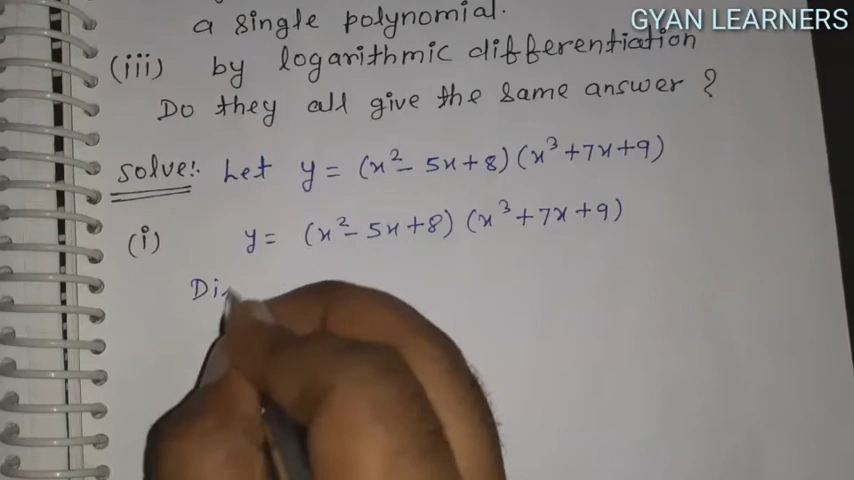 GYAN LEARNERS
a single polynomial.
(iii) by logarithmic differentiation
Do they all give the same answer ?
Solve:. Let y = (x² - 5x + 8) (x³ + 7x + 9)
(i) y = (x² - 5x + 8) (x³ + 7x + 9)
Di